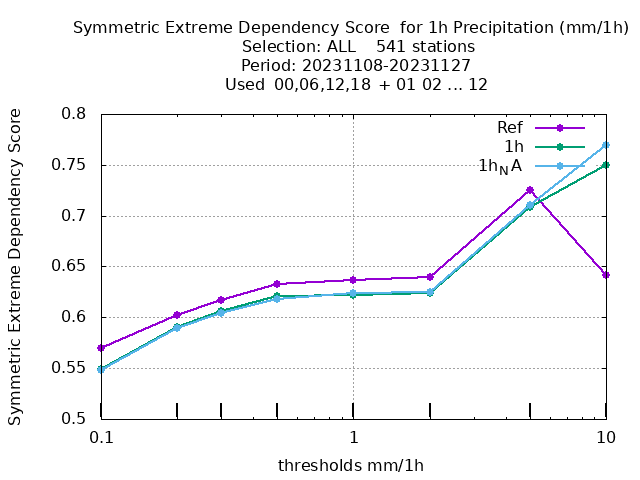 Symmetric Extreme Dependency Score  for 1h Precipitation (mm/1h)
Selection: ALL    541 stations
Period: 20231108-20231127
Used  00,06,12,18  + 01 02 ... 12
Symmetric Extreme Dependency Score
0.8
0.75
0.7
0.65
0.6
0.55
0.5
Ref
1h
1h_NA
0.1
1
10
thresholds mm/1h